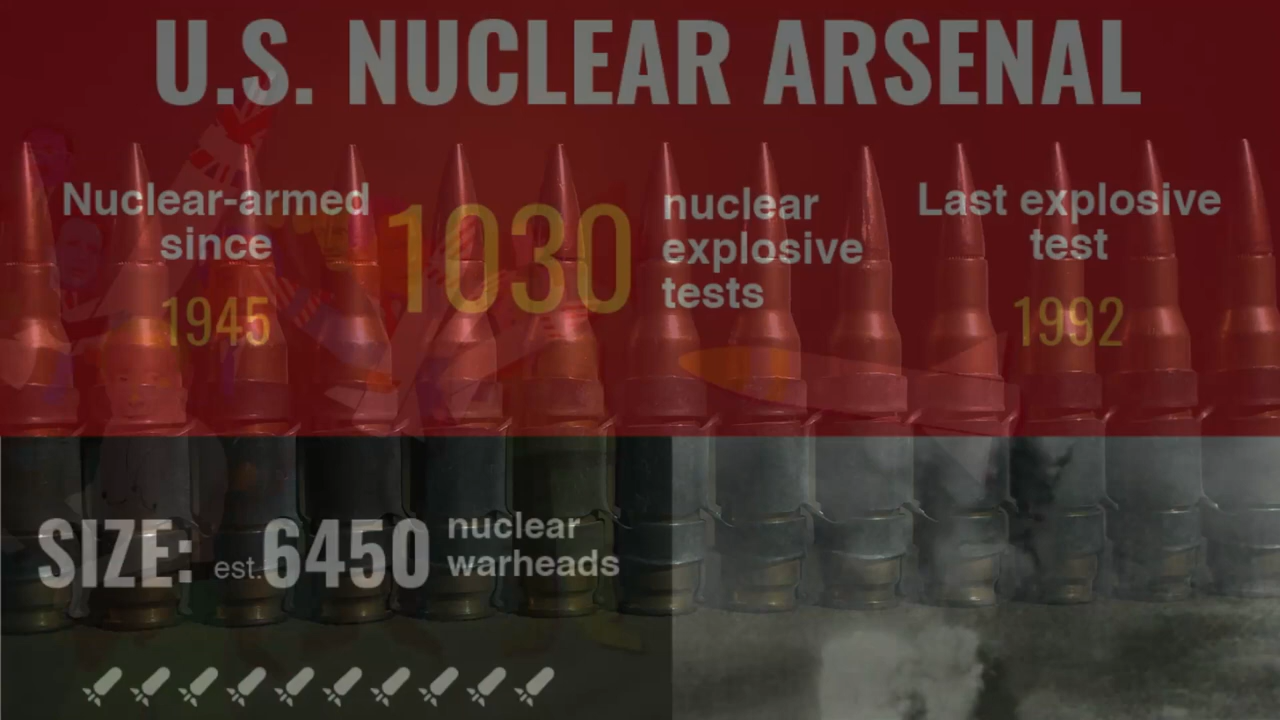 U.S. NUCLEAR ARSENAL
Nuclear-armed
since
1945
1030
nuclear
explosive
tests
Last explosive
test
1992
SIZE: est.6450
nuclear
warheads